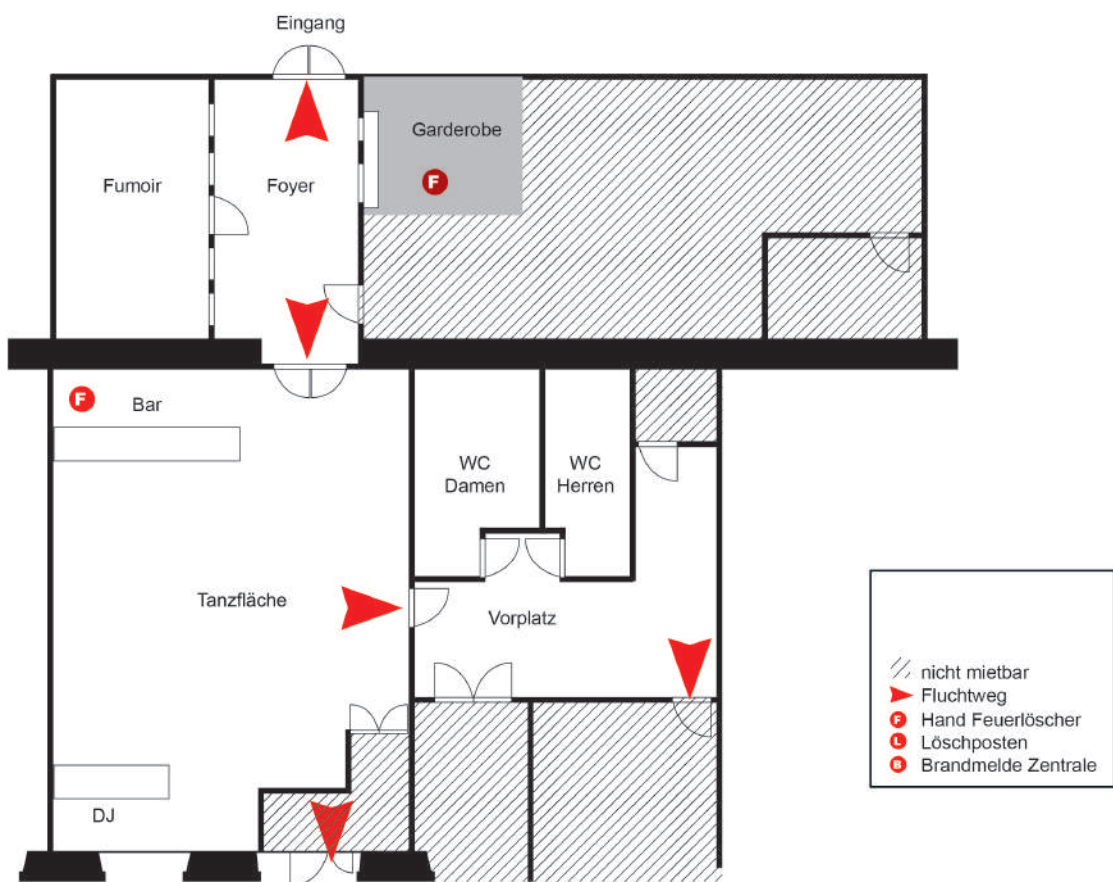 Eingang
Garderobe
Fumoir
Foyer
F
F
Bar
WC
Damen
WC
Herren
Tanzfläche
Vorplatz
DJ
nicht mietbar
Fluchtweg
F Hand Feuerlöscher
L Löschposten
B Brandmelde Zentrale